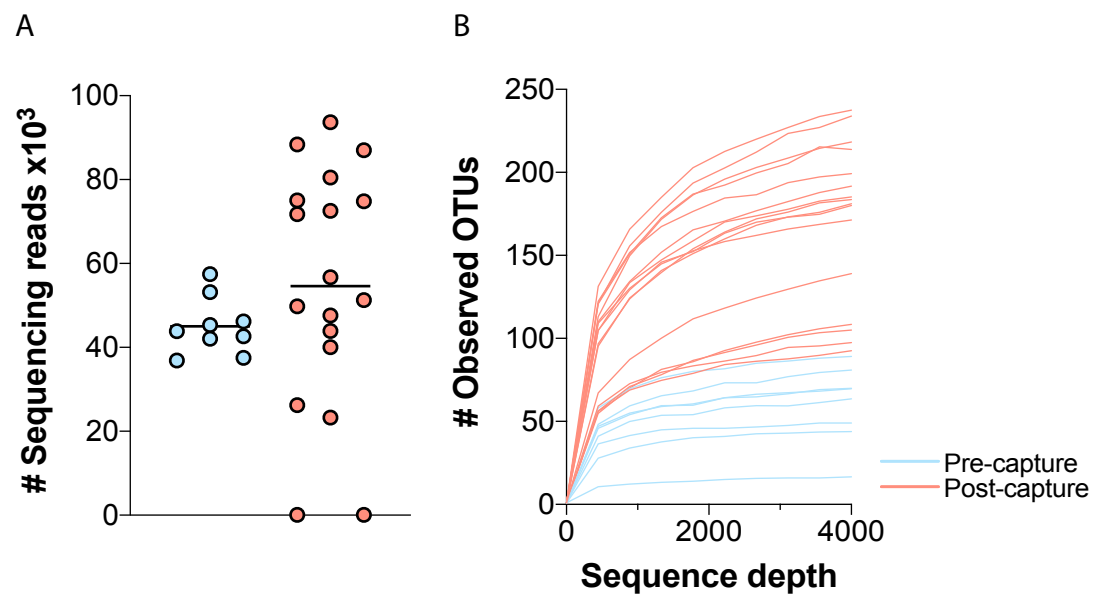 A
# Sequencing reads x10³
100
80
60
40
20
0
B
# Observed OTUs
250
200
150
100
50
0
0 2000 4000
Sequence depth
Pre-capture
Post-capture